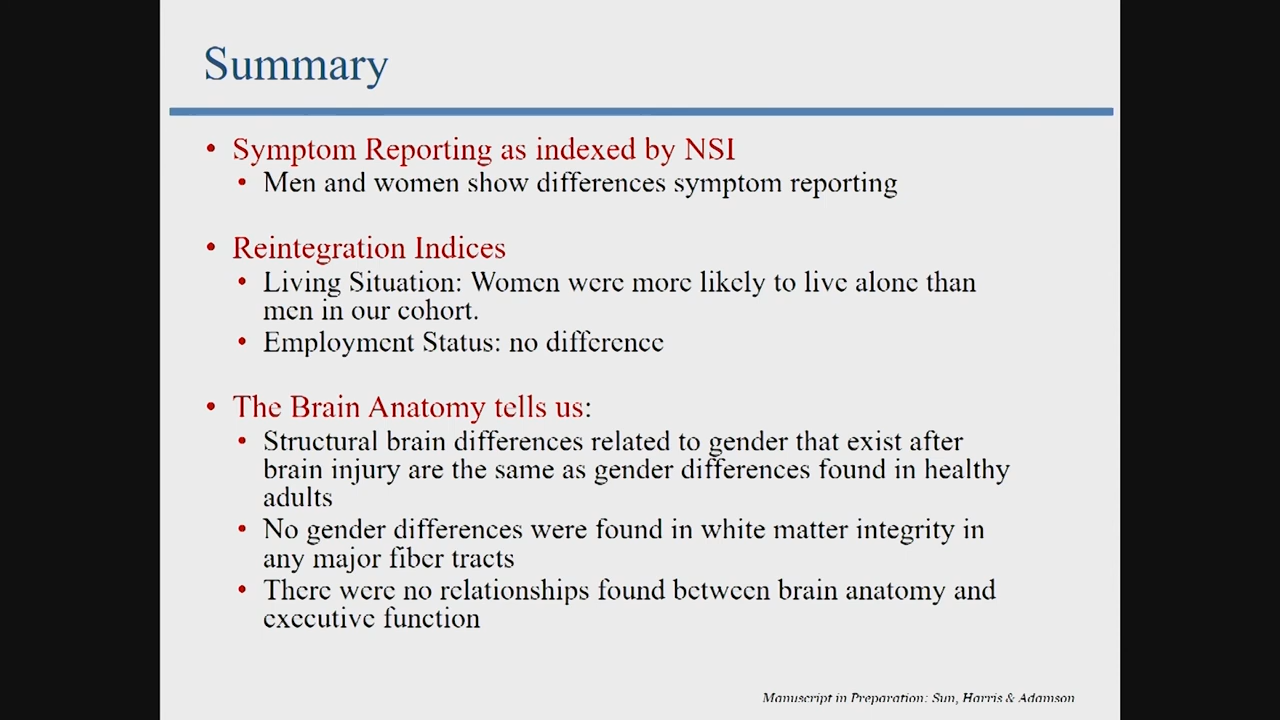 Summary
• Symptom Reporting as indexed by NSI
• Men and women show differences symptom reporting
• Reintegration Indices
• Living Situation: Women were more likely to live alone than
men in our cohort.
• Employment Status: no difference
• The Brain Anatomy tells us:
• Structural brain differences related to gender that exist after
brain injury are the same as gender differences found in healthy
adults
• No gender differences were found in white matter integrity in
any major fiber tracts
• There were no relationships found between brain anatomy and
executive function
Manuscript in Preparation: Sun, Harris & Adamson